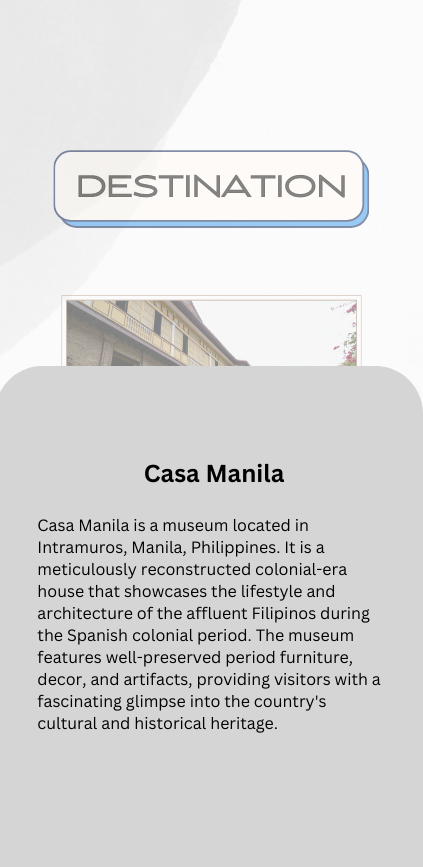 DESTINATION
Casa Manila
Casa Manila is a museum located in
Intramuros, Manila, Philippines. It is a
meticulously reconstructed colonial-era
house that showcases the lifestyle and
architecture of the affluent Filipinos during
the Spanish colonial period. The museum
features well-preserved period furniture,
decor, and artifacts, providing visitors with a
fascinating glimpse into the country's
cultural and historical heritage.